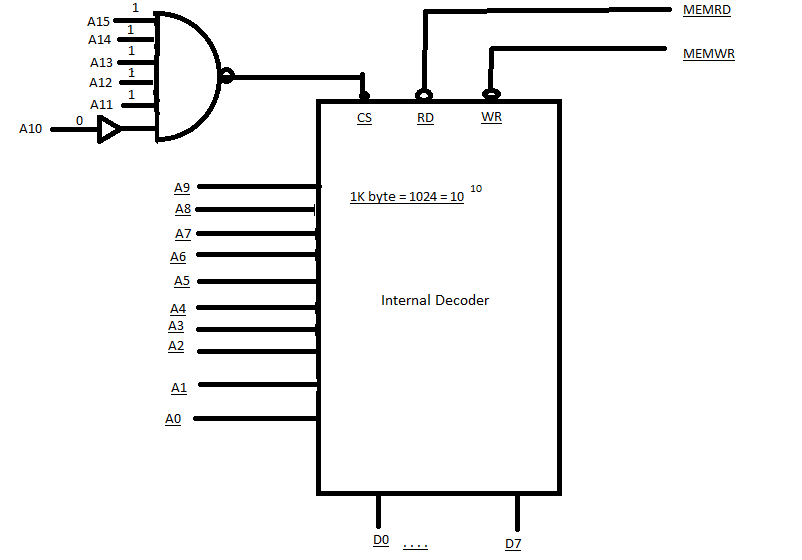 1
A15
MEMRD
1
A14
1
MEMWR
A13
1
A12
1
A11
0
A10
CS
RD
WR
A9
1K byte = 1024 = 10 10
A8
A7
A6
A5
Internal Decoder
A4
A3
A2
A1
A0
D0 .... D7